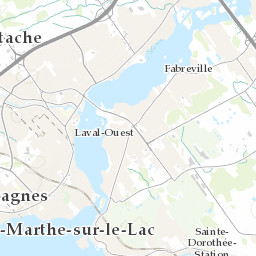 tache
Fabreville
Laval-Ouest
agnes
-Marthe-sur-le-Lac
Sainte-
Dorothée-
Station